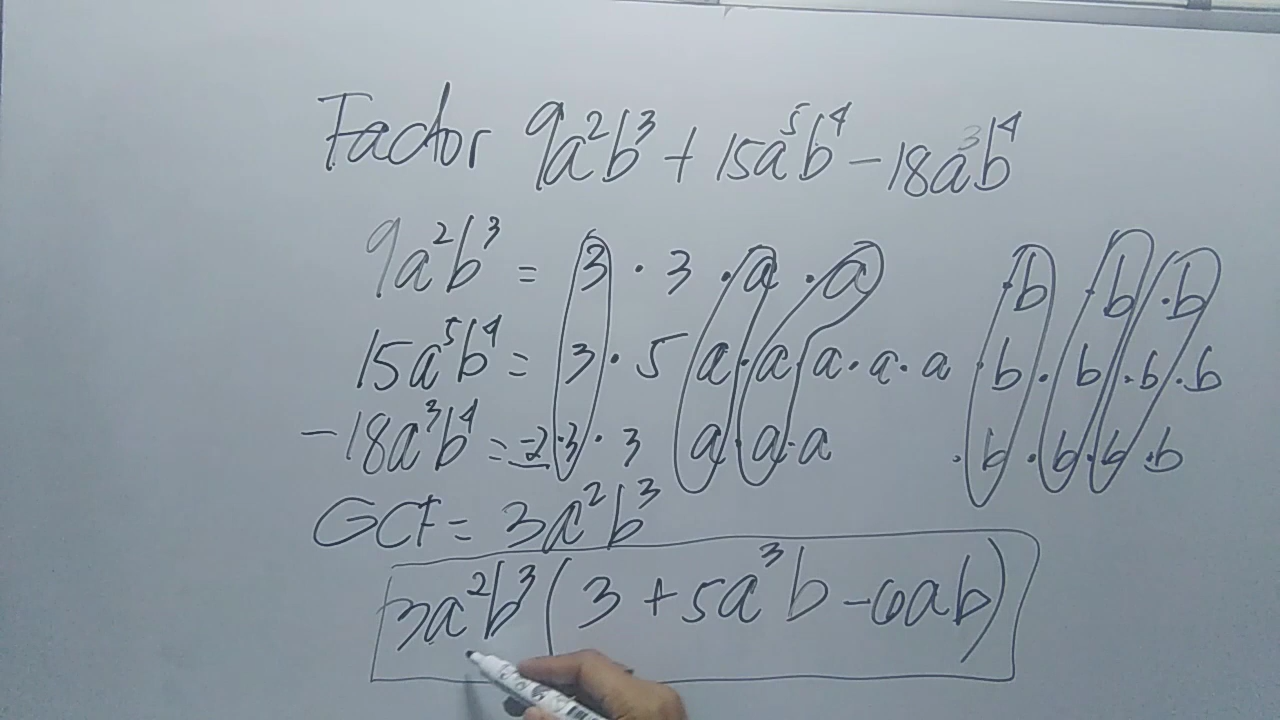 Factor 9a²b³ + 15a⁵b⁴ - 18a³b⁴
9a²b³ = 3 · 3 · a · a · b · b · b
15a⁵b⁴ = 3 · 5 a · a a · a · a b · b · b · b
-18a³b⁴ = -2 · 3 · 3 a · a · a · b · b · b · b
GCF = 3a²b³
3a²b³(3 + 5a³b - 6ab)